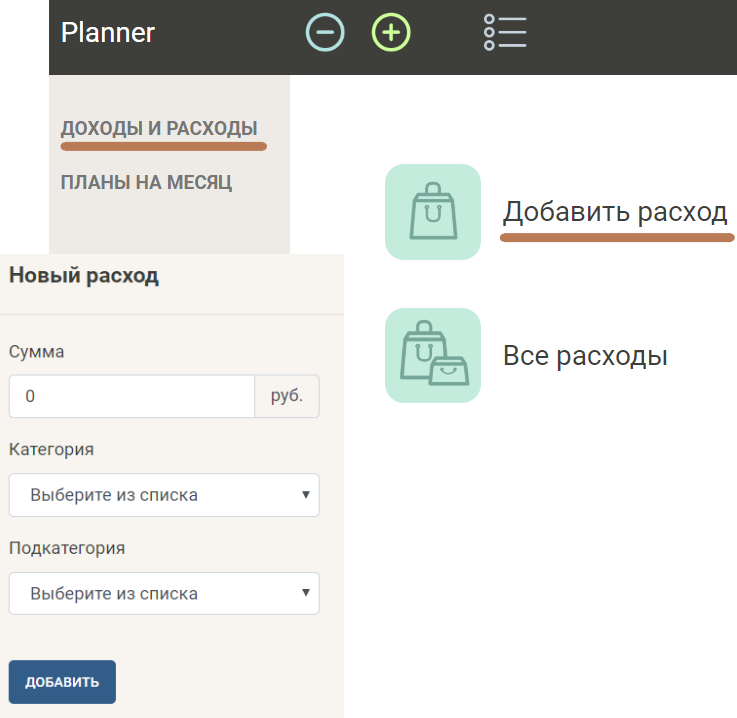 Planner
ДОХОДЫ И РАСХОДЫ
ПЛАНЫ НА МЕСЯЦ
Добавить расход
Все расходы
Новый расход
Сумма
0 руб.
Категория
Выберите из списка
Подкатегория
Выберите из списка
ДОБАВИТЬ